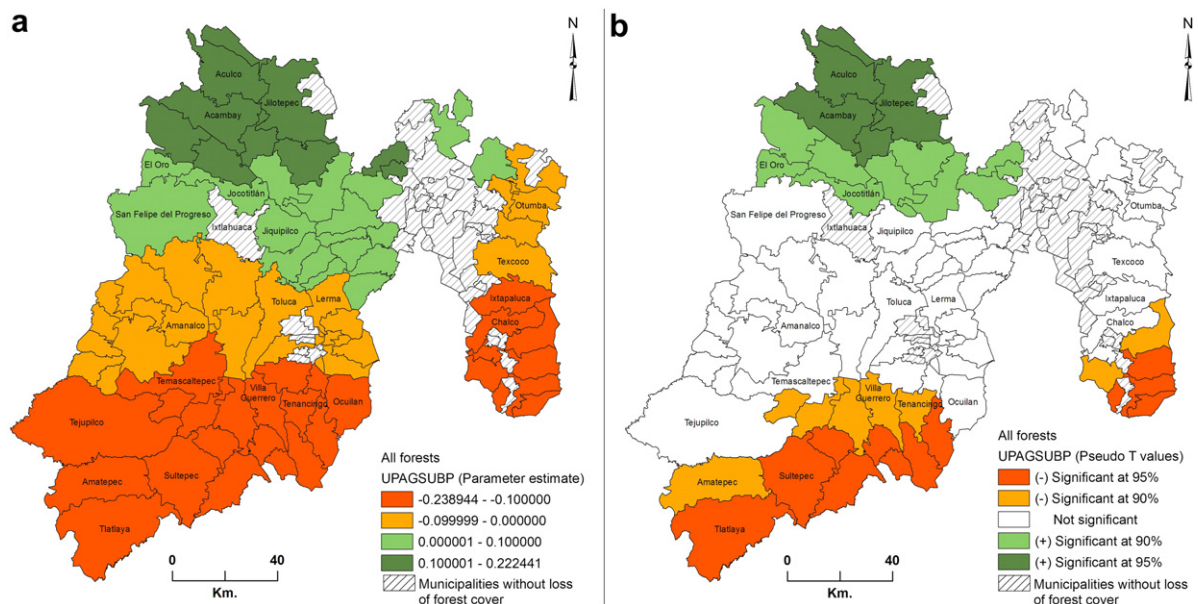 a
N
Aculco
Jilotepec
Acambay
El Oro
Jocotitlán
San Felipe del Progreso
Ixtlahuaca
Jiquipilco
Otumba
Texcoco
Toluca
Lerma
Ixtapaluca
Chalco
Amanalco
Temascaltepec
Villa
Guerrero
Tenancingo
Ocuilan
Tejupilco
Amatepec
Sultepec
Tlatlaya
All forests
UPAGSUBP (Parameter estimate)
-0.238944 - -0.100000
-0.099999 - 0.000000
0.000001 - 0.100000
0.100001 - 0.222441
Municipalities without loss
of forest cover
0 40
Km.
b
N
Aculco
Jilotepec
Acambay
El Oro
Jocotitlán
San Felipe del Progreso
Ixtlahuaca
Jiquipilco
Otumba
Texcoco
Toluca
Lerma
Ixtapaluca
Chalco
Amanalco
Temascaltepec
Villa
Guerrero
Tenancingo
Ocuilan
Tejupilco
Amatepec
Sultepec
Tlatlaya
All forests
UPAGSUBP (Pseudo T values)
(-) Significant at 95%
(-) Significant at 90%
Not significant
(+) Significant at 90%
(+) Significant at 95%
Municipalities without loss
of forest cover
0 40
Km.